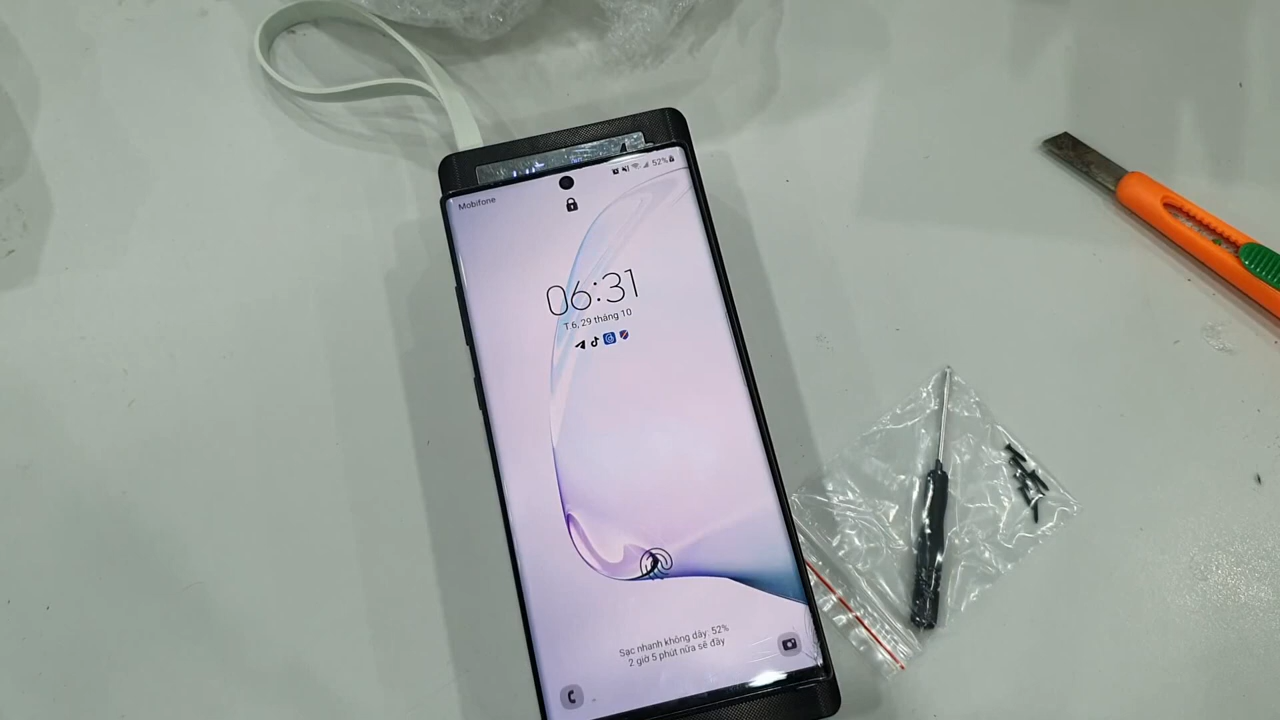 52%
Mobifone
06:31
T 6, 29 tháng 10
Sạc nhanh không dây: 52%
2 giờ 5 phút nữa sẽ đầy